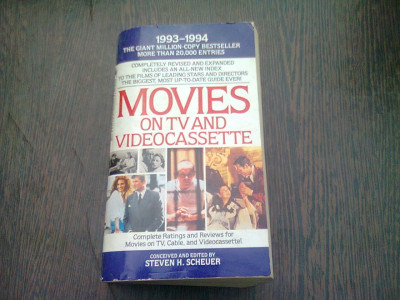 1993-1994
THE GIANT MILLION-COPY BESTSELLER
MORE THAN 20,000 ENTRIES
COMPLETELY REVISED AND EXPANDED
INCLUDES AN ALL-NEW INDEX
TO THE FILMS OF LEADING STARS AND DIRECTORS
THE BIGGEST, MOST UP-TO-DATE GUIDE EVER!
MOVIES
ON TV AND
VIDEOCASSETTE
Complete Ratings and Reviews for
Movies on TV, Cable, and Videocassette!
CONCEIVED AND EDITED BY
STEVEN H. SCHEUER